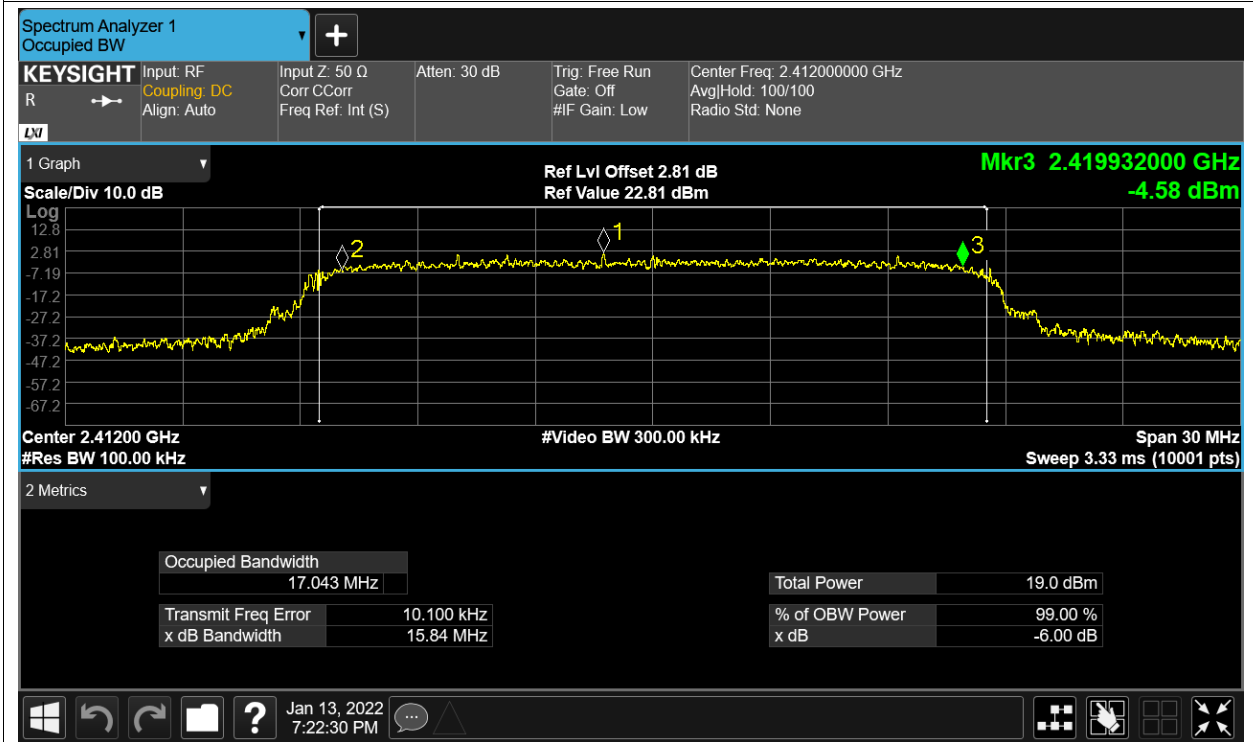 Spectrum Analyzer 1
Occupied BW
KEYSIGHT
R
LXI
Input: RF
Coupling: DC
Align: Auto
Input Z: 50 Ω
Corr CCorr
Freq Ref: Int (S)
Atten: 30 dB
Trig: Free Run
Gate: Off
#IF Gain: Low
Center Freq: 2.412000000 GHz
Avg|Hold: 100/100
Radio Std: None
1 Graph
Scale/Div 10.0 dB
Ref Lvl Offset 2.81 dB
Ref Value 22.81 dBm
Mkr3 2.419932000 GHz
-4.58 dBm
Log
12.8
2.81
-7.19
-17.2
-27.2
-37.2
-47.2
-57.2
-67.2
2
1
3
Center 2.41200 GHz
#Video BW 300.00 kHz
Span 30 MHz
#Res BW 100.00 kHz
Sweep 3.33 ms (10001 pts)
2 Metrics
Occupied Bandwidth
17.043 MHz
Transmit Freq Error 10.100 kHz
x dB Bandwidth 15.84 MHz
Total Power 19.0 dBm
% of OBW Power 99.00 %
x dB -6.00 dB
?
Jan 13, 2022
7:22:30 PM